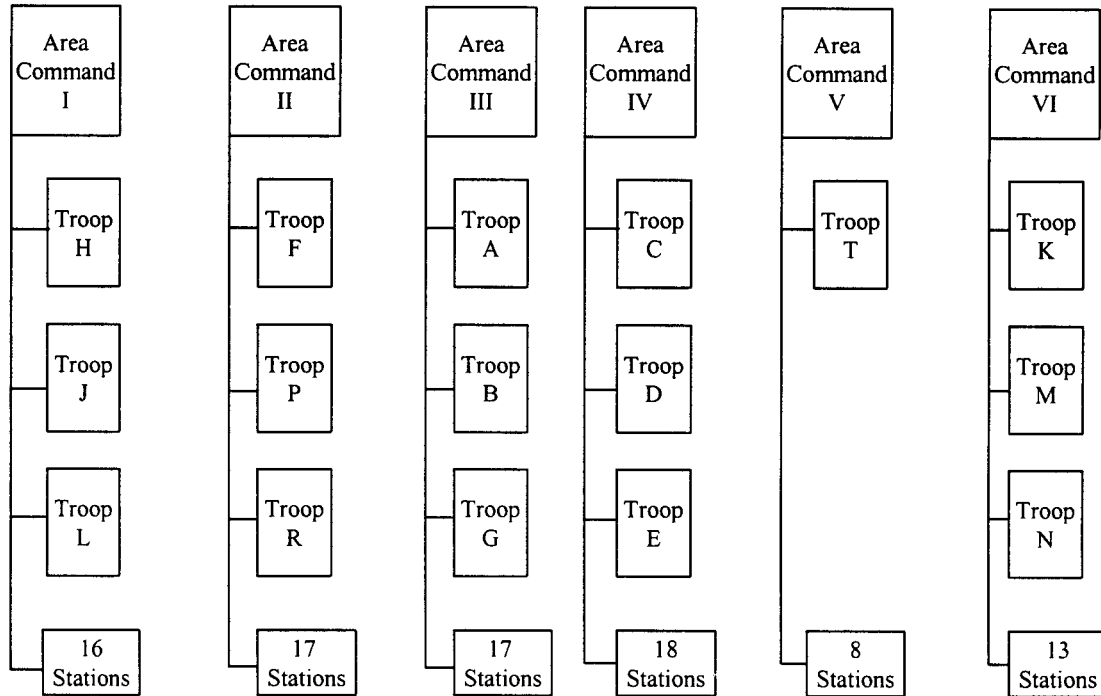 Area
Command
I
Troop
H
Troop
J
Troop
L
16
Stations
Area
Command
II
Troop
F
Troop
P
Troop
R
17
Stations
Area
Command
III
Troop
A
Troop
B
Troop
G
17
Stations
Area
Command
IV
Troop
C
Troop
D
Troop
E
18
Stations
Area
Command
V
Troop
T
8
Stations
Area
Command
VI
Troop
K
Troop
M
Troop
N
13
Stations